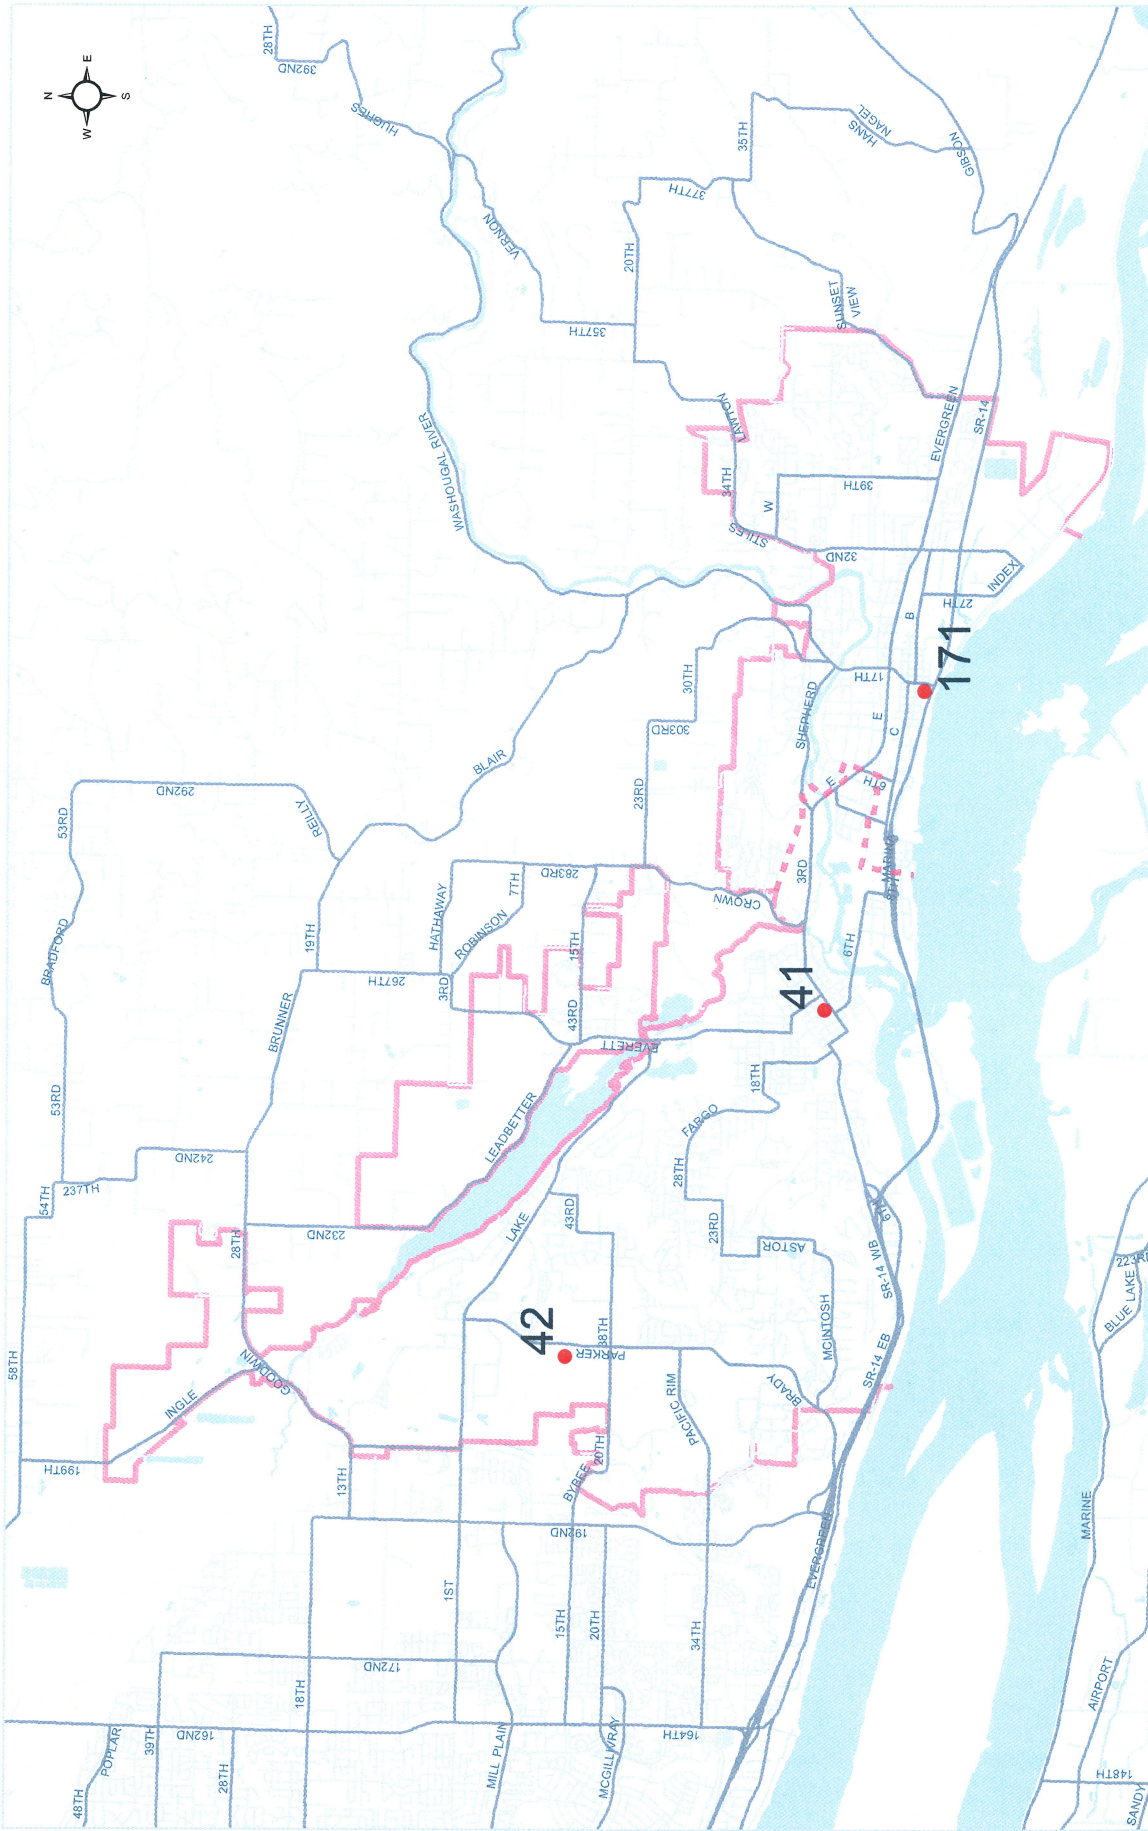 N
W
E
S
28TH
392ND
HUGHES
VERNON
35TH
HANS
NAGEL
GIBSON
377TH
20TH
357TH
SUNSET
VIEW
WASHOUGAL RIVER
LAWTON
34TH
STILES
W
39TH
EVERGREEN
SR-14
32ND
INDEX
27TH
B
171
17TH
E
C
SHEPHERD
30TH
303RD
23RD
BLAIR
E
6TH
3RD
CROWN
6TH
41
53RD
292ND
REILLY
BRADFORD
19TH
HATHAWAY
7TH
283RD
ROBINSON
15TH
267TH
3RD
43RD
BRUNNER
EVERETT
53RD
LEADBETTER
18TH
FARGO
28TH
242ND
237TH
54TH
28TH
232ND
LAKE
43RD
23RD
ASTOR
6TH
SR-14 WB
42
38TH
PARKER
MCINTOSH
SR-14 EB
BRADY
PACIFIC RIM
58TH
GOODWIN
INGLE
199TH
13TH
BYBEE
20TH
192ND
EVERGREEN
1ST
15TH
20TH
34TH
172ND
18TH
162ND
39TH
POPLAR
48TH
28TH
MILL PLAIN
MCGILLIVRAY
164TH
BLUE LAKE
MARINE
AIRPORT
148TH
SANDY